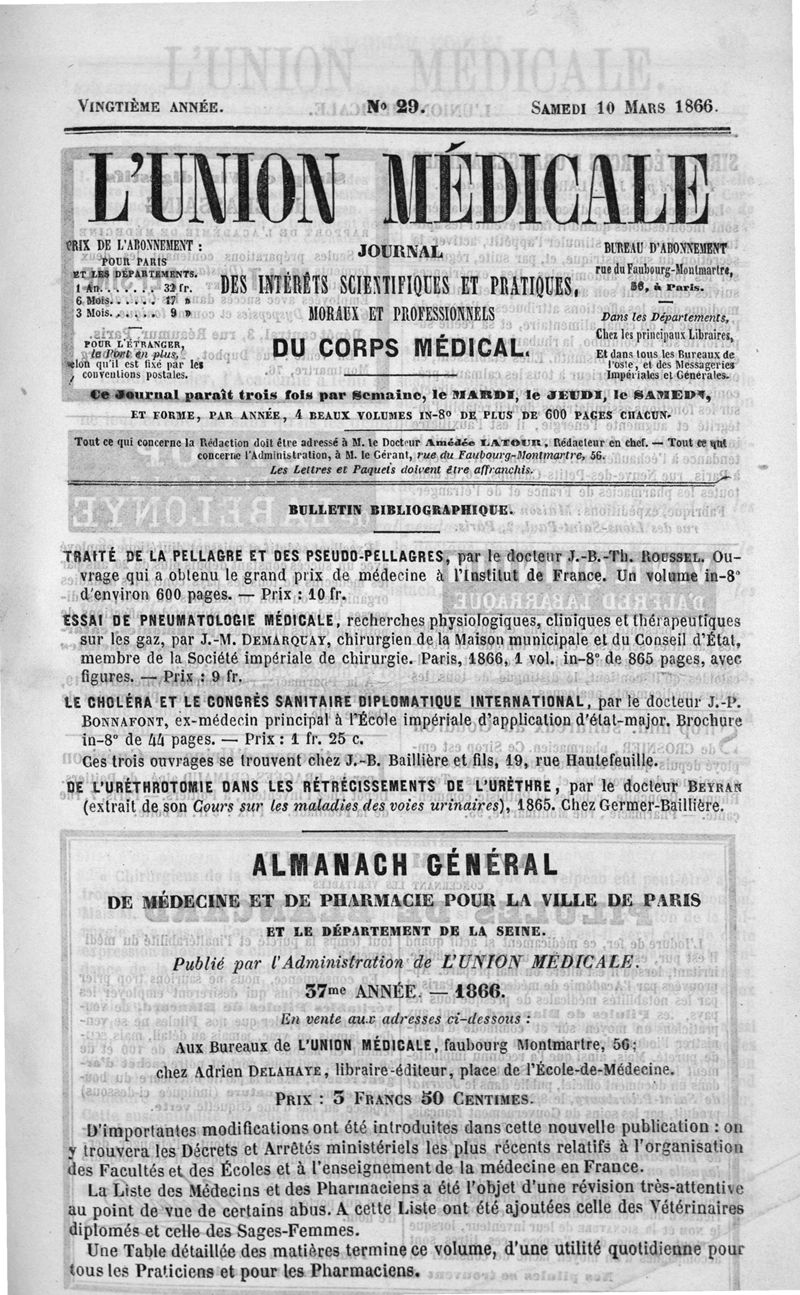 VINGTIÈME ANNÉE. No 29. SAMEDI 10 MARS 1866.
L'UNION MÉDICALE
PRIX DE L'ABONNEMENT :
POUR PARIS
ET LES DÉPARTEMENTS.
1 An....... 32 fr.
6 Mois...... 17 »
3 Mois..... 9 »
POUR L'ÉTRANGER,
le Port en plus,
selon qu'il est fixé par les
conventions postales.
JOURNAL
DES INTÉRÊTS SCIENTIFIQUES ET PRATIQUES,
MORAUX ET PROFESSIONNELS
DU CORPS MÉDICAL.
BUREAU D'ABONNEMENT
rue du Faubourg-Montmartre,
56, à Paris.
Dans les Départements,
Chez les principaux Libraires,
Et dans tous les Bureaux de
Poste, et des Messageries
Impériales et Générales.
Ce Journal paraît trois fois par Semaine, le MARDI, le JEUDI, le SAMEDI,
ET FORME, PAR ANNÉE, 4 BEAUX VOLUMES IN-8o DE PLUS DE 600 PAGES CHACUN.
Tout ce qui concerne la Rédaction doit être adressé à M. le Docteur Amédée LATOUR, Rédacteur en chef. — Tout ce qui
concerne l'Administration, à M. le Gérant, rue du Faubourg-Montmartre, 56.
Les Lettres et Paquets doivent être affranchis.
BULLETIN BIBLIOGRAPHIQUE.
TRAITÉ DE LA PELLAGRE ET DES PSEUDO-PELLAGRES, par le docteur J.-B.-Th. ROUSSEL. Ou-
vrage qui a obtenu le grand prix de médecine à l'Institut de France. Un volume in-8°
d'environ 600 pages. — Prix : 10 fr.
ESSAI DE PNEUMATOLOGIE MÉDICALE, recherches physiologiques, cliniques et thérapeutiques
sur les gaz, par J.-M. DEMARQUAY, chirurgien de la Maison municipale et du Conseil d'État,
membre de la Société impériale de chirurgie. Paris, 1866, 1 vol. in-8° de 865 pages, avec
figures. — Prix : 9 fr.
LE CHOLÉRA ET LE CONGRÈS SANITAIRE DIPLOMATIQUE INTERNATIONAL, par le docteur J.-P.
BONNAFONT, ex-médecin principal à l'École impériale d'application d'état-major. Brochure
in-8° de 44 pages. — Prix : 1 fr. 25 c.
Ces trois ouvrages se trouvent chez J.-B. Baillière et fils, 19, rue Hautefeuille.
DE L'URÉTHROTOMIE DANS LES RÉTRÉCISSEMENTS DE L'URÈTHRE, par le docteur BEYRAN
(extrait de son Cours sur les maladies des voies urinaires), 1865. Chez Germer-Baillière.
ALMANACH GÉNÉRAL
DE MÉDECINE ET DE PHARMACIE POUR LA VILLE DE PARIS
ET LE DÉPARTEMENT DE LA SEINE.
Publié par l'Administration de L'UNION MÉDICALE.
37me ANNÉE. — 1866.
En vente aux adresses ci-dessous :
Aux Bureaux de L'UNION MÉDICALE, faubourg Montmartre, 56;
chez Adrien DELAHAYE, libraire-éditeur, place de l'École-de-Médecine.
PRIX : 3 FRANCS 50 CENTIMES.
D'importantes modifications ont été introduites dans cette nouvelle publication : on
y trouvera les Décrets et Arrêtés ministériels les plus récents relatifs à l'organisation
des Facultés et des Écoles et à l'enseignement de la médecine en France.
La Liste des Médecins et des Pharmaciens a été l'objet d'une révision très-attentive
au point de vue de certains abus. A cette Liste ont été ajoutées celle des Vétérinaires
diplomés et celle des Sages-Femmes.
Une Table détaillée des matières termine ce volume, d'une utilité quotidienne pour
tous les Praticiens et pour les Pharmaciens.